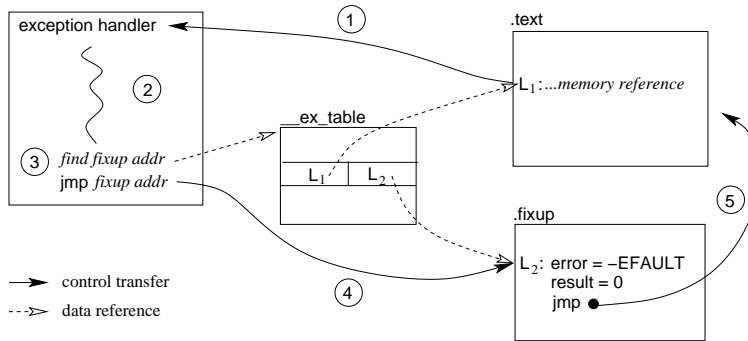 exception handler
1
.text
2
L1:...memory reference
__ex_table
3
find fixup addr
jmp fixup addr
L1
L2
5
.fixup
L2: error = −EFAULT
result = 0
jmp
control transfer
4
data reference